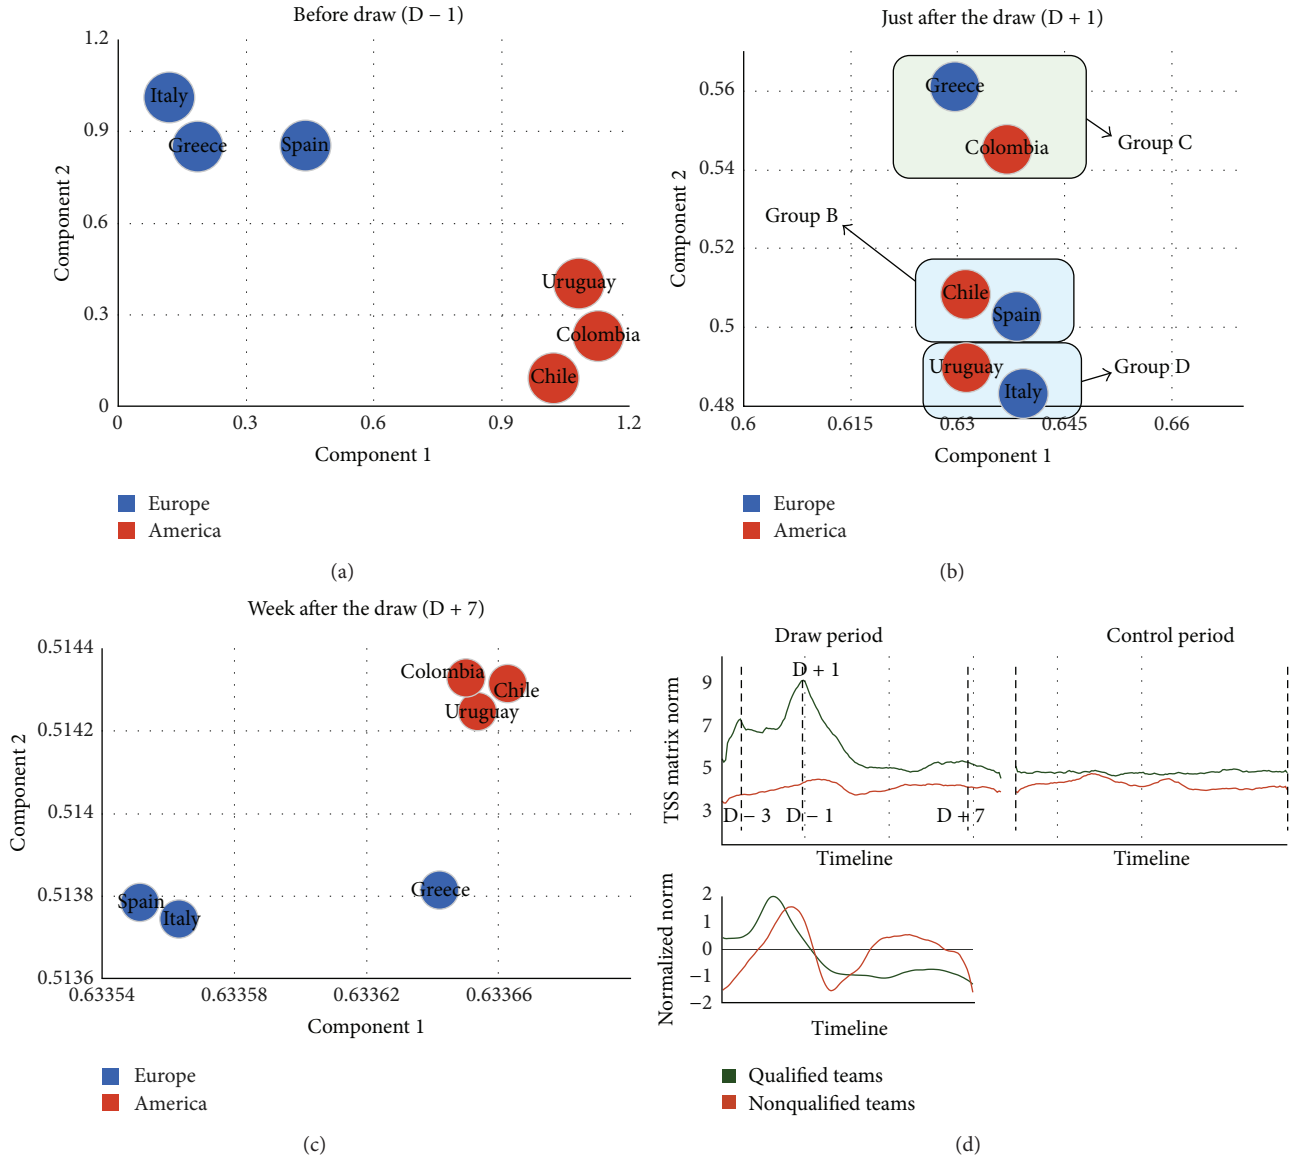 Before draw (D − 1)
1.2
0.9
0.6
0.3
0
Component 2
Italy
Greece
Spain
Uruguay
Colombia
Chile
0
0.3
0.6
0.9
1.2
Component 1
Europe
America
(a)
Just after the draw (D + 1)
0.56
0.54
0.52
0.5
0.48
Component 2
Greece
Colombia
Group C
Group B
Chile
Spain
Uruguay
Italy
Group D
0.6
0.615
0.63
0.645
0.66
Component 1
Europe
America
(b)
Week after the draw (D + 7)
0.5144
0.5142
0.514
0.5138
0.5136
Component 2
Colombia
Chile
Uruguay
Spain
Italy
Greece
0.63354
0.63358
0.63362
0.63366
Component 1
Europe
America
(c)
Draw period
Control period
9
7
5
3
TSS matrix norm
D + 1
D − 3
D − 1
D + 7
Timeline
Timeline
2
1
0
−1
−2
Normalized norm
Timeline
Qualified teams
Nonqualified teams
(d)